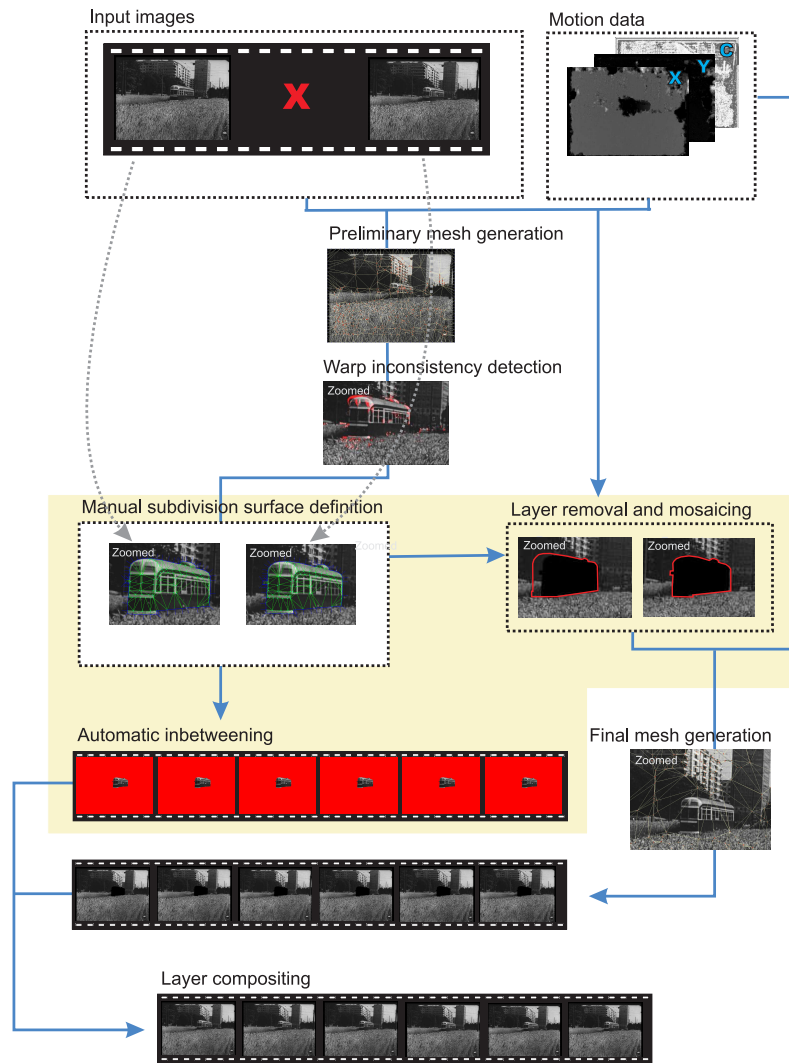 Input images
Motion data
X
X
Y
C
Preliminary mesh generation
Warp inconsistency detection
Zoomed
Manual subdivision surface definition
Layer removal and mosaicing
Zoomed
Zoomed
Zoomed
Zoomed
Zoomed
Automatic inbetweening
Final mesh generation
Zoomed
Layer compositing